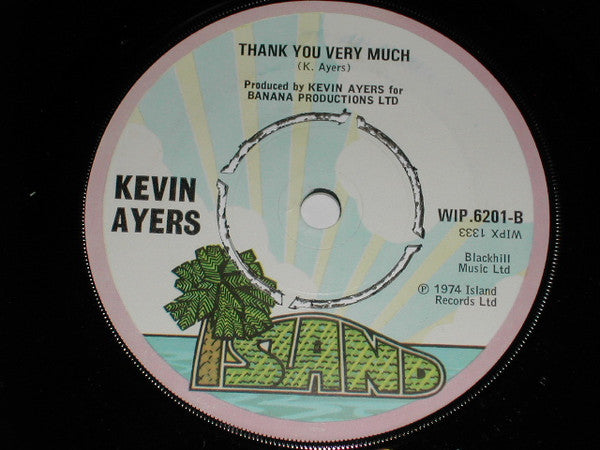 THANK YOU VERY MUCH
(K. Ayers)
Produced by KEVIN AYERS for
BANANA PRODUCTIONS LTD
KEVIN
AYERS
WIP.6201-B
WIPX 1333
Blackhill
Music Ltd
℗ 1974 Island
Records Ltd
ISLAND